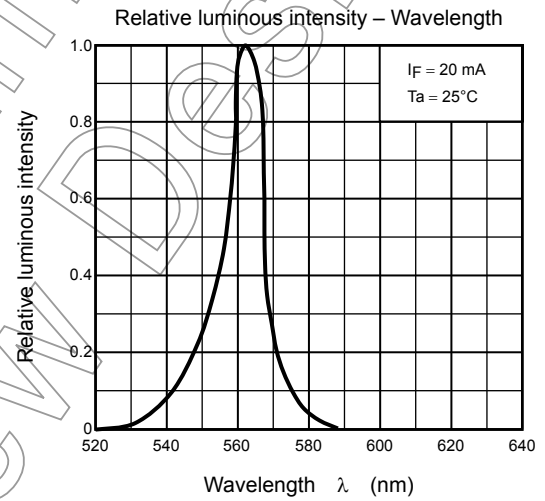 Relative luminous intensity – Wavelength
IF = 20 mA
Ta = 25°C
Relative luminous intensity
1.0
0.8
0.6
0.4
0.2
0
520 540 560 580 600 620 640
Wavelength λ (nm)